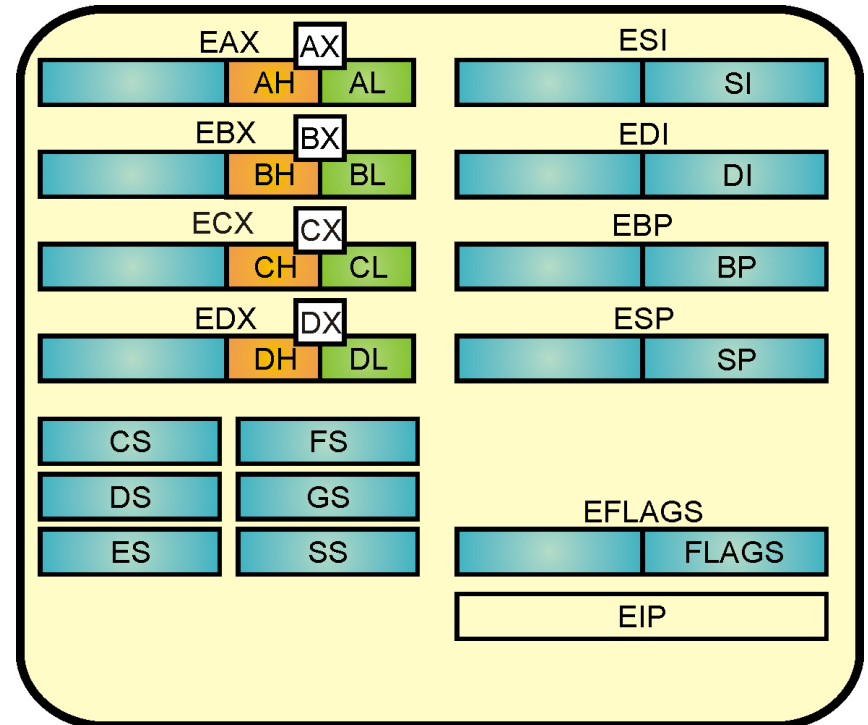 EAX AX ESI
AH AL SI
EBX BX EDI
BH BL DI
ECX CX EBP
CH CL BP
EDX DX ESP
DH DL SP
CS FS
DS GS
EFLAGS
ES SS FLAGS
EIP